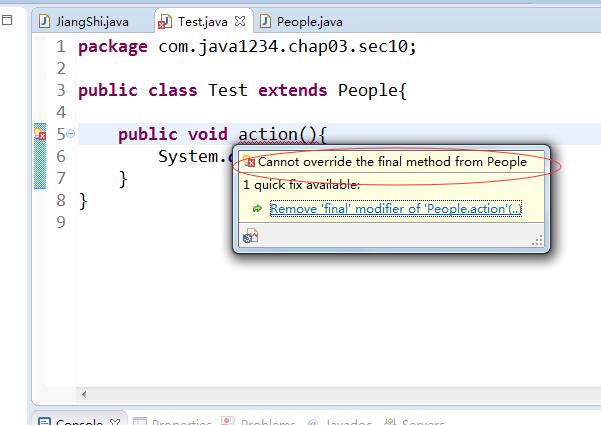 JiangShi.java Test.java People.java
1 package com.java1234.chap03.sec10;
2
3 public class Test extends People{
4
5 public void action(){
6 System.
7 }
8 }
9
Cannot override the final method from People
1 quick fix available:
Remove 'final' modifier of 'People.action'(..)
Console Properties Problems @ Javadoc Servers